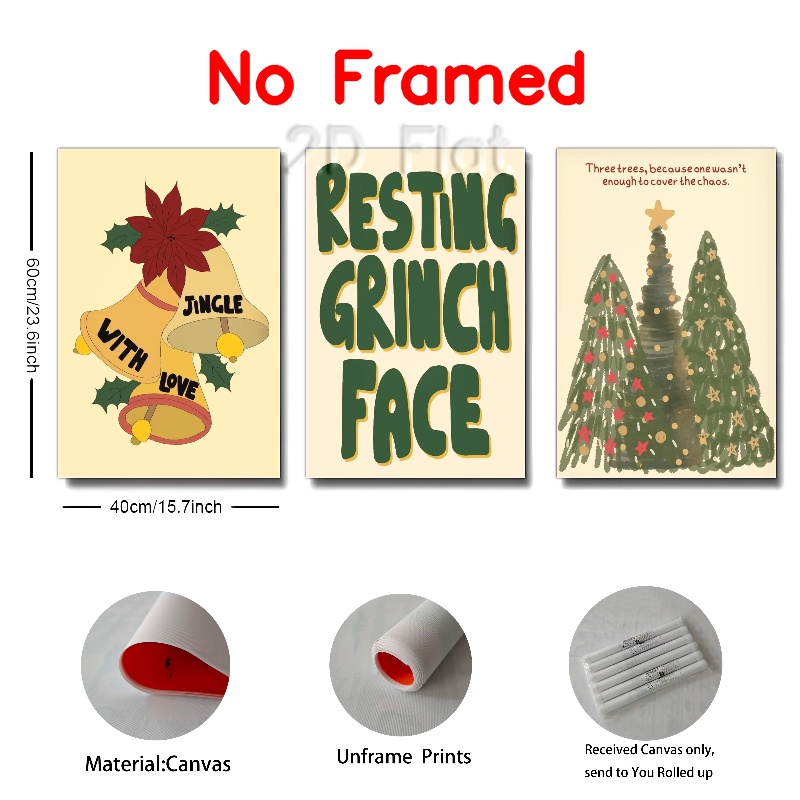 No Framed
2D Flat
60cm/23.6inch
JINGLE
WITH
LOVE
RESTING
GRINCH
FACE
Three trees, because one wasn't
enough to cover the chaos.
40cm/15.7inch
Material:Canvas
Unframe Prints
Received Canvas only,
send to You Rolled up